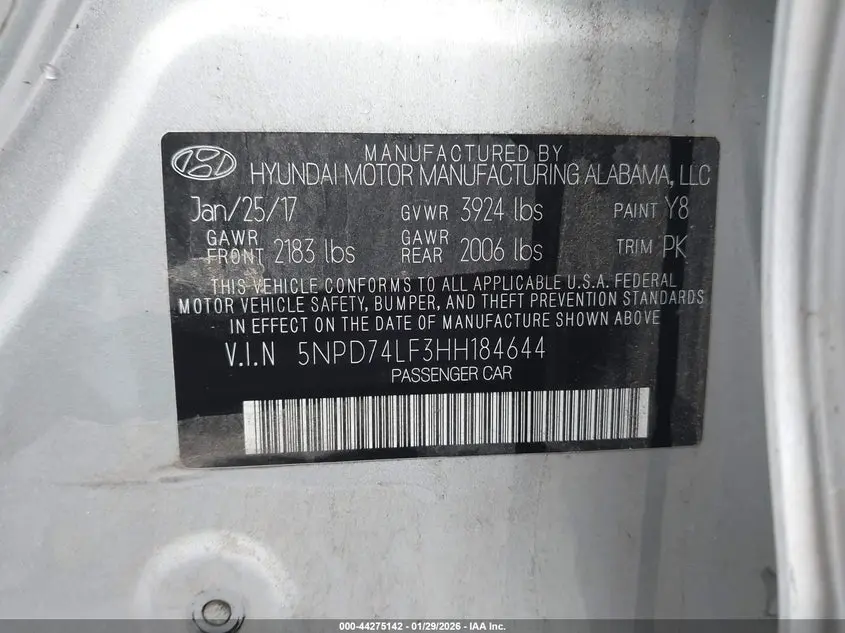 MANUFACTURED BY
HYUNDAI MOTOR MANUFACTURING ALABAMA, LLC
Jan/25/17 GVWR 3924 lbs PAINT Y8
GAWR FRONT 2183 lbs GAWR REAR 2006 lbs TRIM PK
THIS VEHICLE CONFORMS TO ALL APPLICABLE U.S.A. FEDERAL
MOTOR VEHICLE SAFETY, BUMPER, AND THEFT PREVENTION STANDARDS
IN EFFECT ON THE DATE OF MANUFACTURE SHOWN ABOVE
V.I.N 5NPD74LF3HH184644
PASSENGER CAR
000-44275142 - 01/29/2026 - IAA Inc.